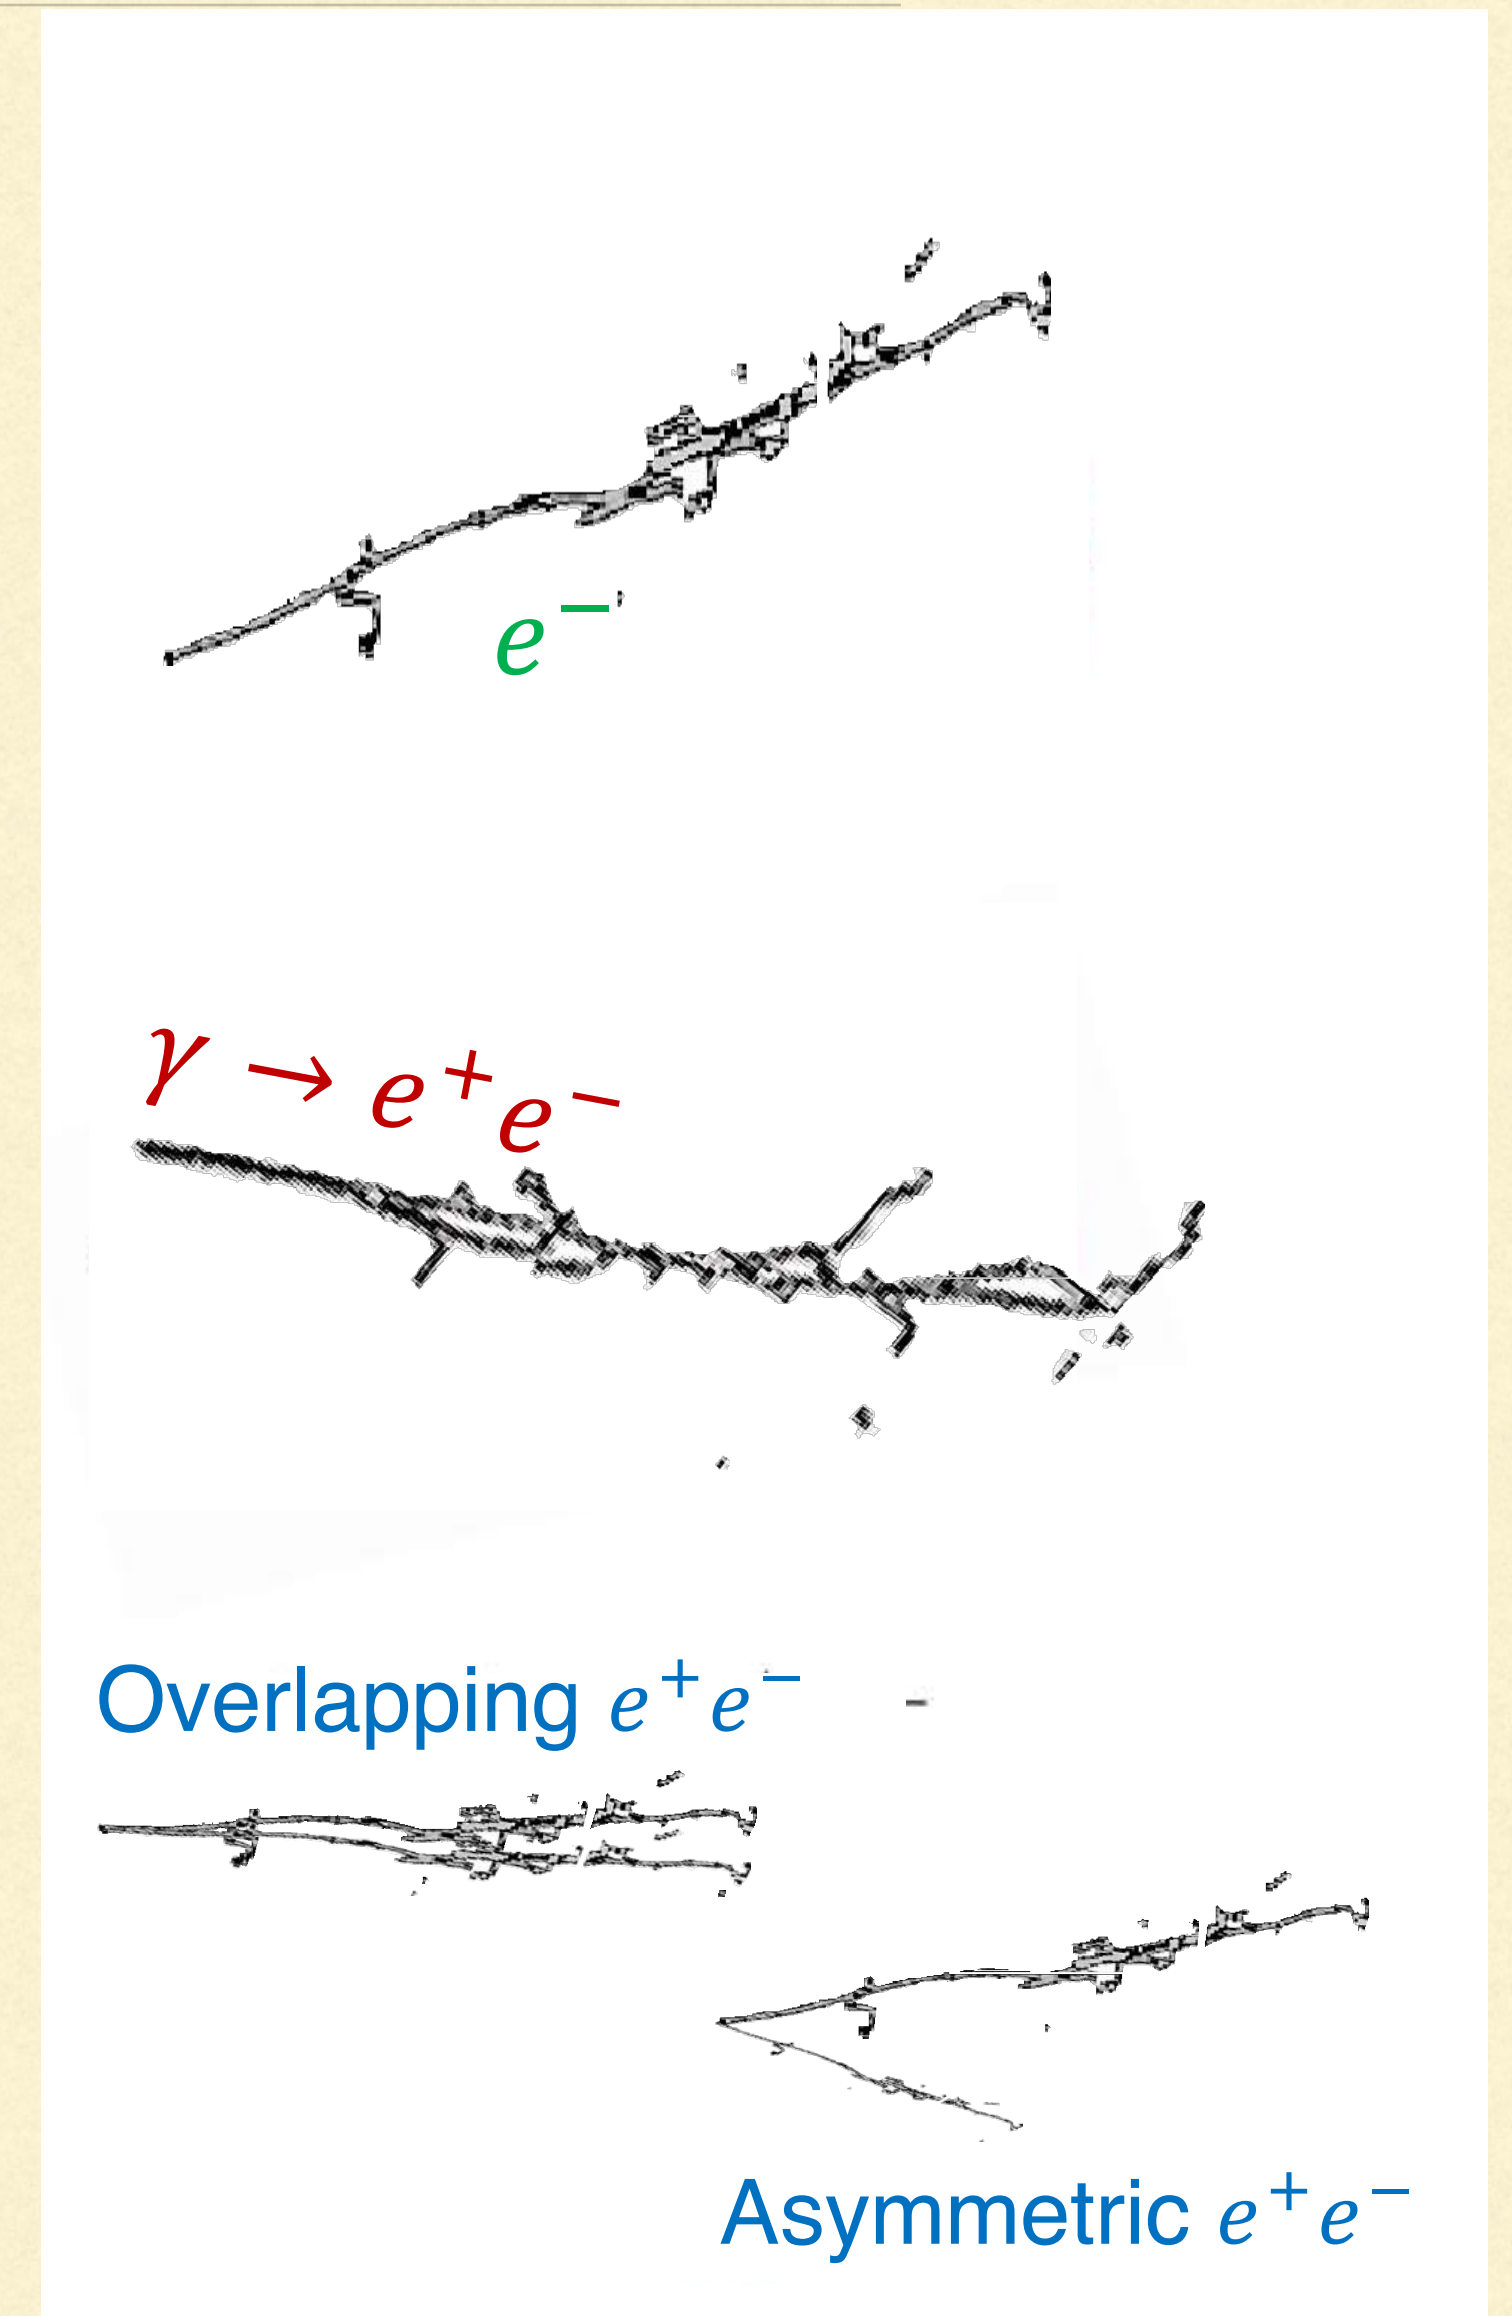 e⁻
γ → e⁺e⁻
Overlapping e⁺e⁻
Asymmetric e⁺e⁻